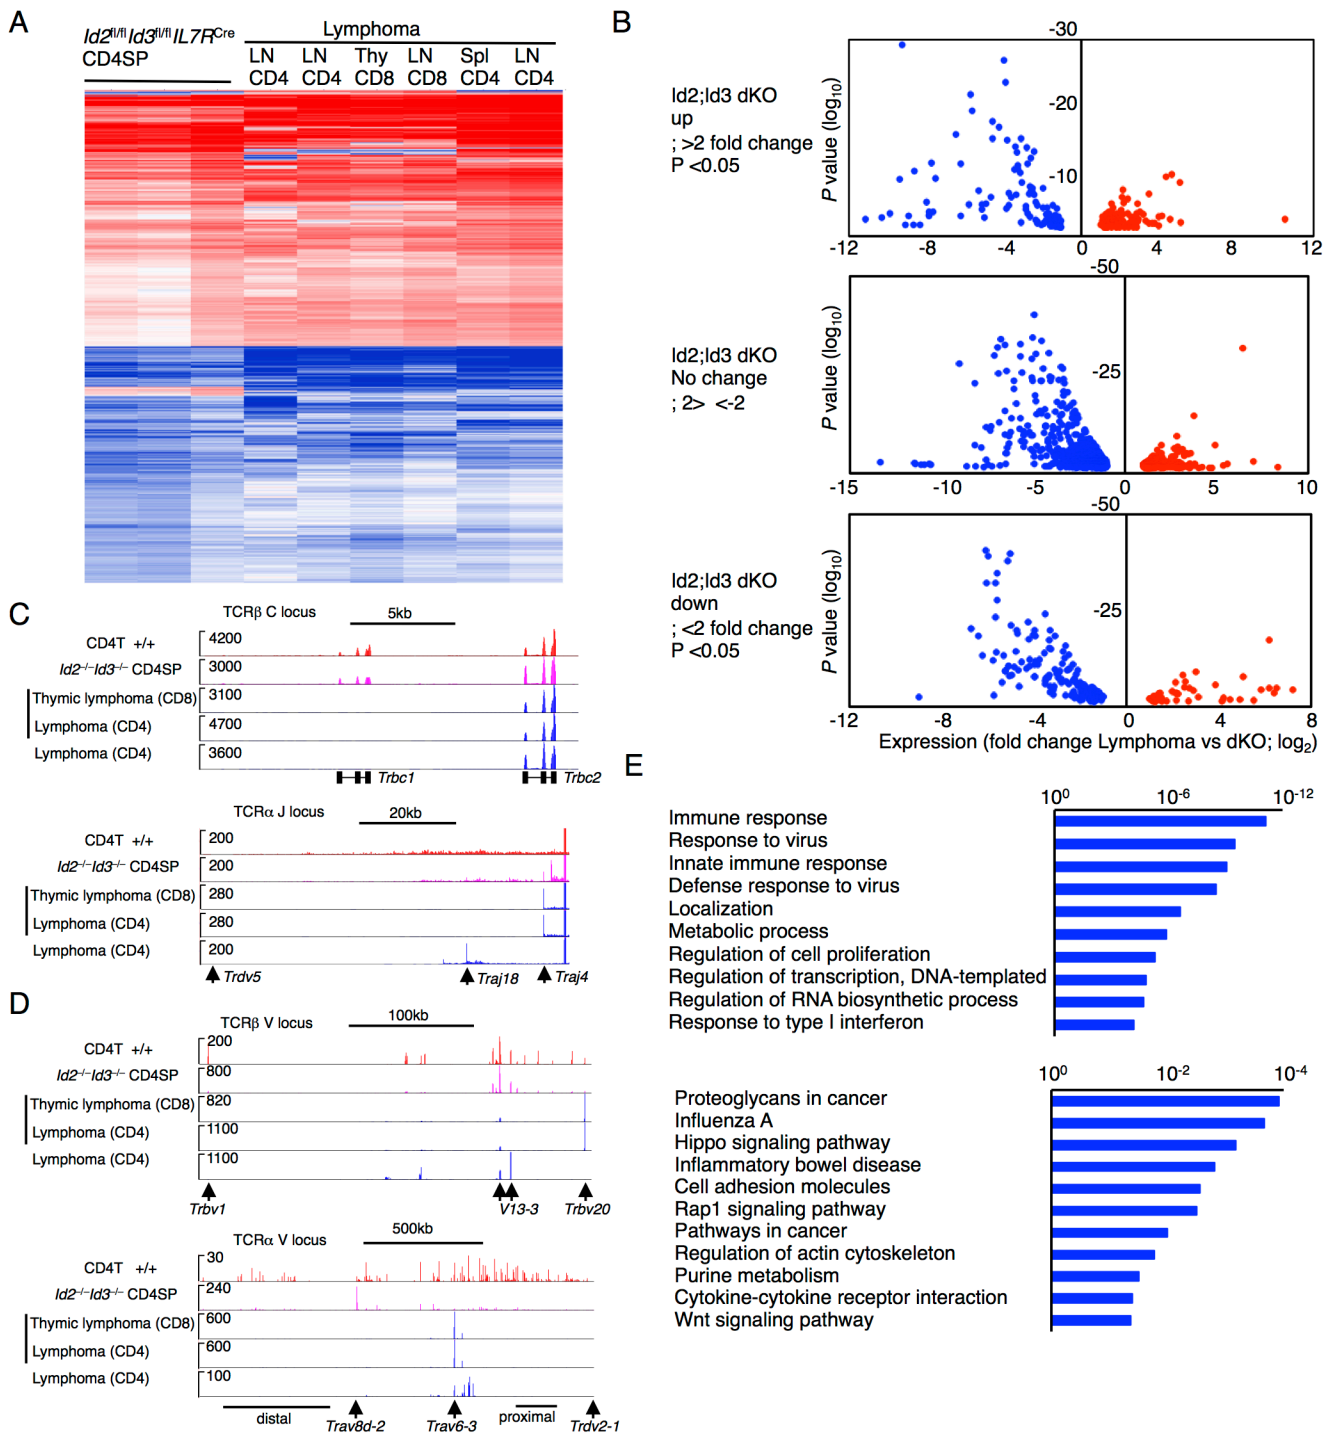 A
Id2fl/fl Id3fl/fl IL7RCre
CD4SP
Lymphoma
LN LN Thy LN Spl LN
CD4 CD4 CD8 CD8 CD4 CD4
B
Id2;Id3 dKO
up
; >2 fold change
P <0.05
P value (log10)
-30
-20
-10
-12 -8 -4 0 4 8 12
Id2;Id3 dKO
No change
; 2> <-2
P value (log10)
-50
-25
-15 -10 -5 0 5 10
Id2;Id3 dKO
down
; <2 fold change
P <0.05
P value (log10)
-50
-25
-12 -8 -4 0 4 8
Expression (fold change Lymphoma vs dKO; log2)
C
TCRβ C locus 5kb
CD4T +/+ 4200
Id2–/–Id3–/– CD4SP 3000
Thymic lymphoma (CD8) 3100
Lymphoma (CD4) 4700
Lymphoma (CD4) 3600
Trbc1 Trbc2
TCRα J locus 20kb
CD4T +/+ 200
Id2–/–Id3–/– CD4SP 200
Thymic lymphoma (CD8) 280
Lymphoma (CD4) 280
Lymphoma (CD4) 200
Trdv5 Traj18 Traj4
D
TCRβ V locus 100kb
CD4T +/+ 200
Id2–/–Id3–/– CD4SP 800
Thymic lymphoma (CD8) 820
Lymphoma (CD4) 1100
Lymphoma (CD4) 1100
Trbv1 V13-3 Trbv20
TCRα V locus 500kb
CD4T +/+ 30
Id2–/–Id3–/– CD4SP 240
Thymic lymphoma (CD8) 600
Lymphoma (CD4) 600
Lymphoma (CD4) 100
distal Trav8d-2 Trav6-3 proximal Trdv2-1
E
10^0 10^-6 10^-12
Immune response
Response to virus
Innate immune response
Defense response to virus
Localization
Metabolic process
Regulation of cell proliferation
Regulation of transcription, DNA-templated
Regulation of RNA biosynthetic process
Response to type I interferon
10^0 10^-2 10^-4
Proteoglycans in cancer
Influenza A
Hippo signaling pathway
Inflammatory bowel disease
Cell adhesion molecules
Rap1 signaling pathway
Pathways in cancer
Regulation of actin cytoskeleton
Purine metabolism
Cytokine-cytokine receptor interaction
Wnt signaling pathway